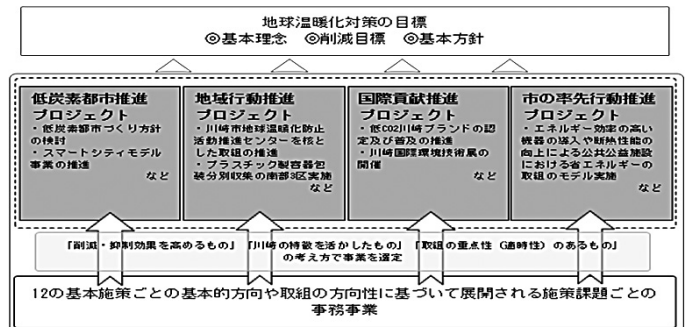 地球温暖化対策の目標
◎基本理念 ◎削減目標 ◎基本方針
低炭素都市推進
プロジェクト
・低炭素都市づくり方針
の検討
・スマートシティモデル
事業の推進
など
地域行動推進
プロジェクト
・川崎市地球温暖化防止
活動推進センターを核と
した取組の推進
・プラスチック製容器包
装分別収集の南部3区実施
など
国際貢献推進
プロジェクト
・低CO2川崎ブランドの認
定及び普及の推進
・川崎国際環境技術展の
開催
など
市の率先行動推進
プロジェクト
・エネルギー効率の高い
機器の導入や断熱性能の
向上による公共公益施設
における省エネルギーの
取組のモデル実施
など
「削減・抑制効果を高めるもの」「川崎の特徴を活かしたもの」「取組の重点性（適時性）のあるもの」
の考え方で事業を選定
12の基本施策ごとの基本的方向や取組の方向性に基づいて展開される施策課題ごとの
事務事業